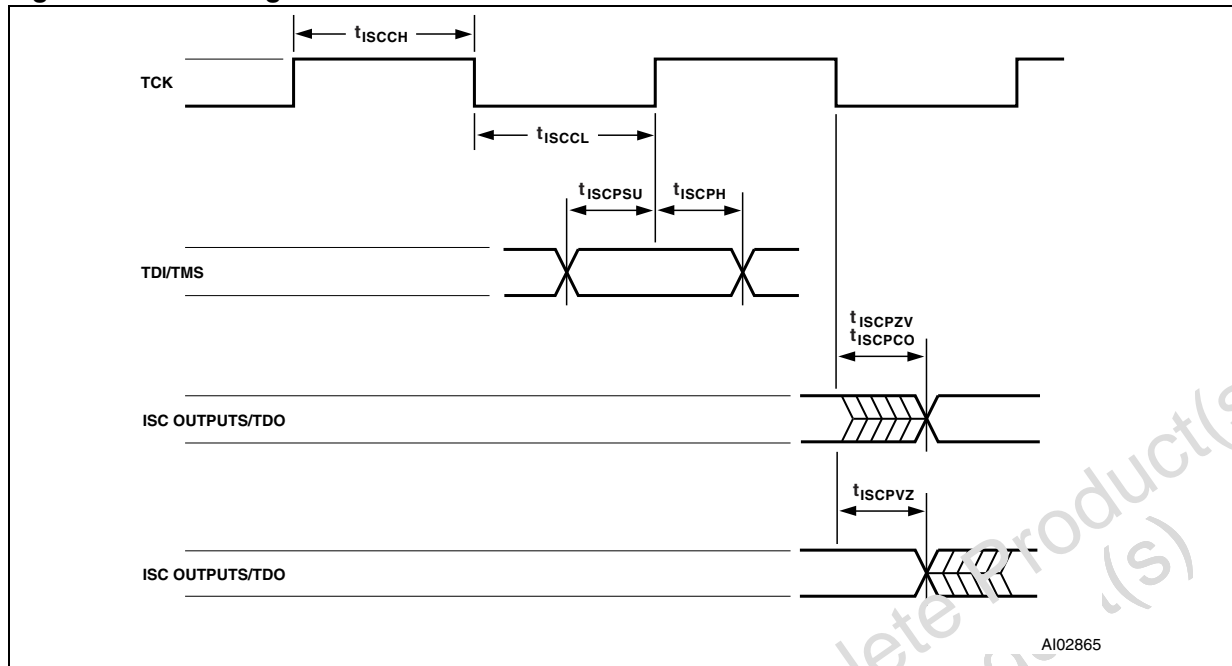 tISCCH
TCK
tISCCL
tISCPSU
tISCPH
TDI/TMS
tISCPZV
tISCPCO
ISC OUTPUTS/TDO
tISCPVZ
ISC OUTPUTS/TDO
AI02865